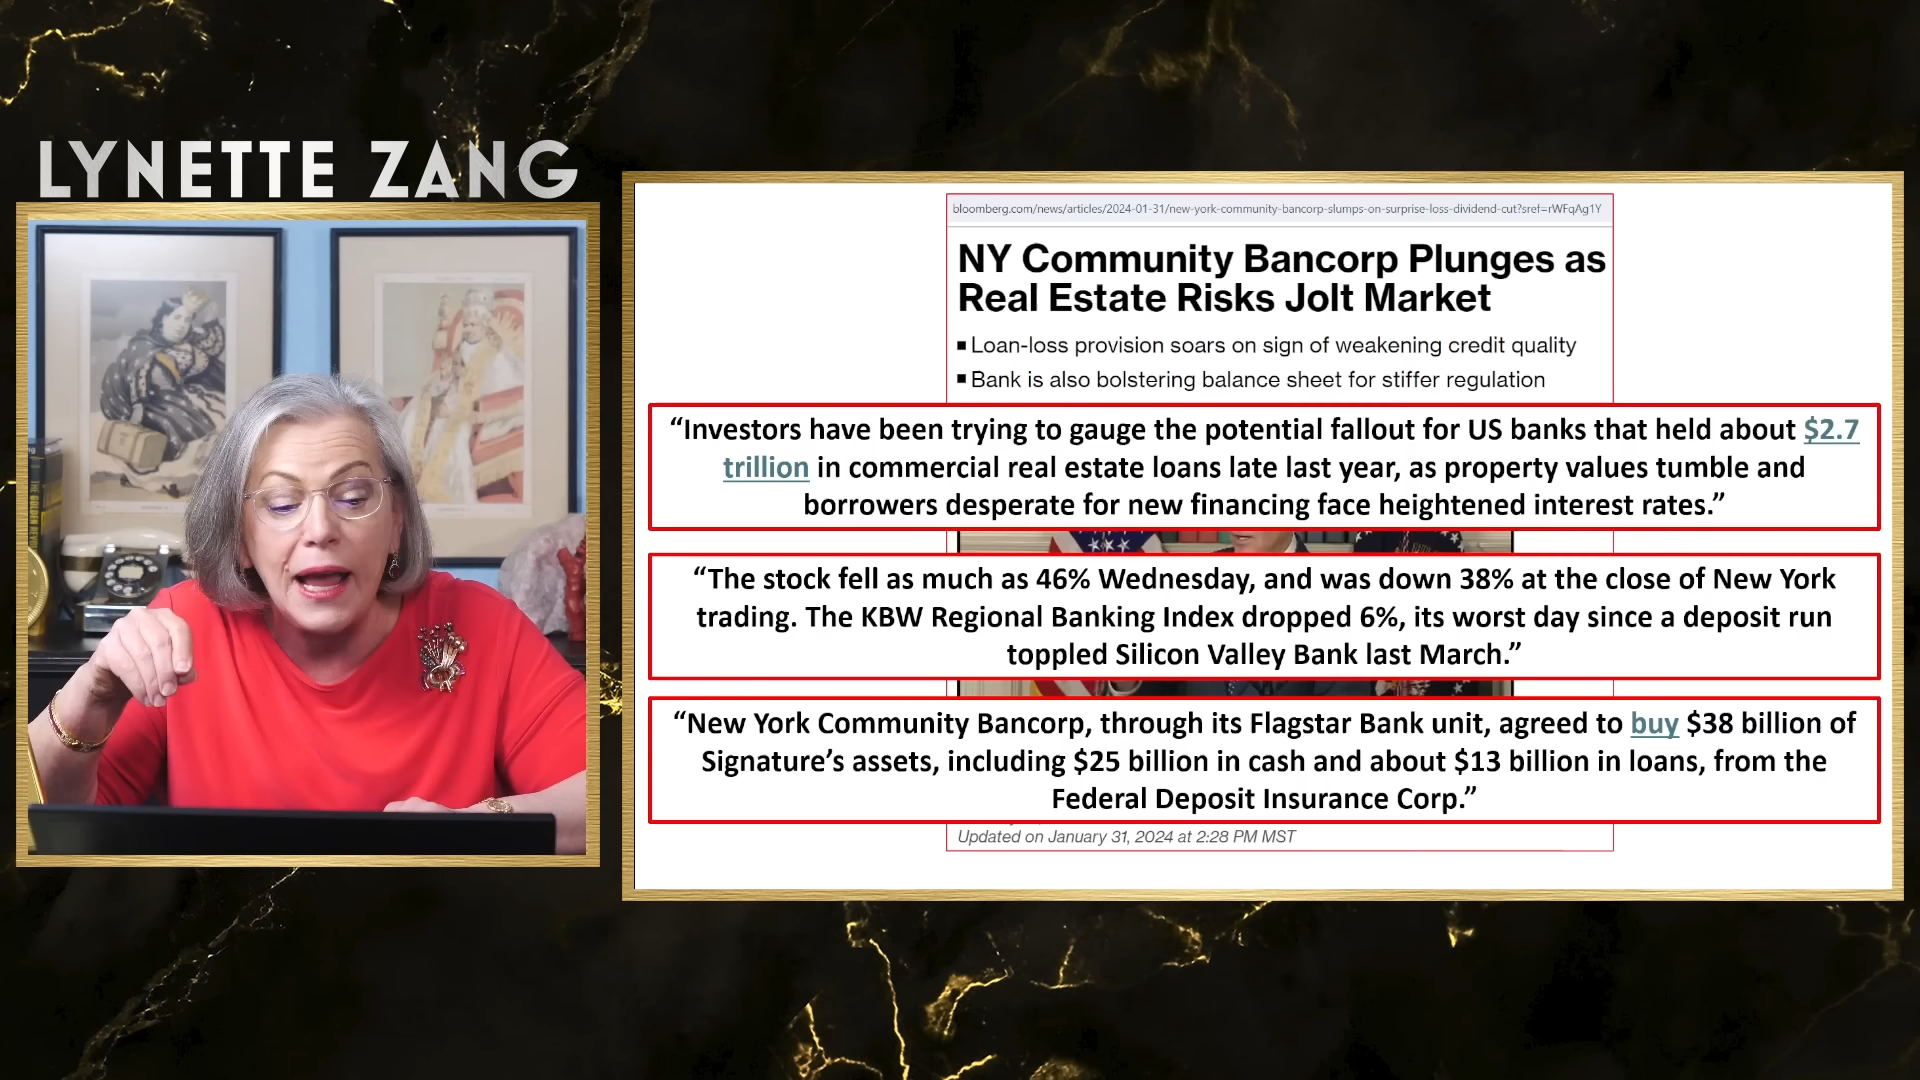 LYNETTE ZANG
bloomberg.com/news/articles/2024-01-31/new-york-community-bancorp-slumps-on-surprise-loss-dividend-cut?sref=rWFqAg1Y
NY Community Bancorp Plunges as
Real Estate Risks Jolt Market
▪ Loan-loss provision soars on sign of weakening credit quality
▪ Bank is also bolstering balance sheet for stiffer regulation
“Investors have been trying to gauge the potential fallout for US banks that held about $2.7
trillion in commercial real estate loans late last year, as property values tumble and
borrowers desperate for new financing face heightened interest rates.”
“The stock fell as much as 46% Wednesday, and was down 38% at the close of New York
trading. The KBW Regional Banking Index dropped 6%, its worst day since a deposit run
toppled Silicon Valley Bank last March.”
“New York Community Bancorp, through its Flagstar Bank unit, agreed to buy $38 billion of
Signature’s assets, including $25 billion in cash and about $13 billion in loans, from the
Federal Deposit Insurance Corp.”
Updated on January 31, 2024 at 2:28 PM MST